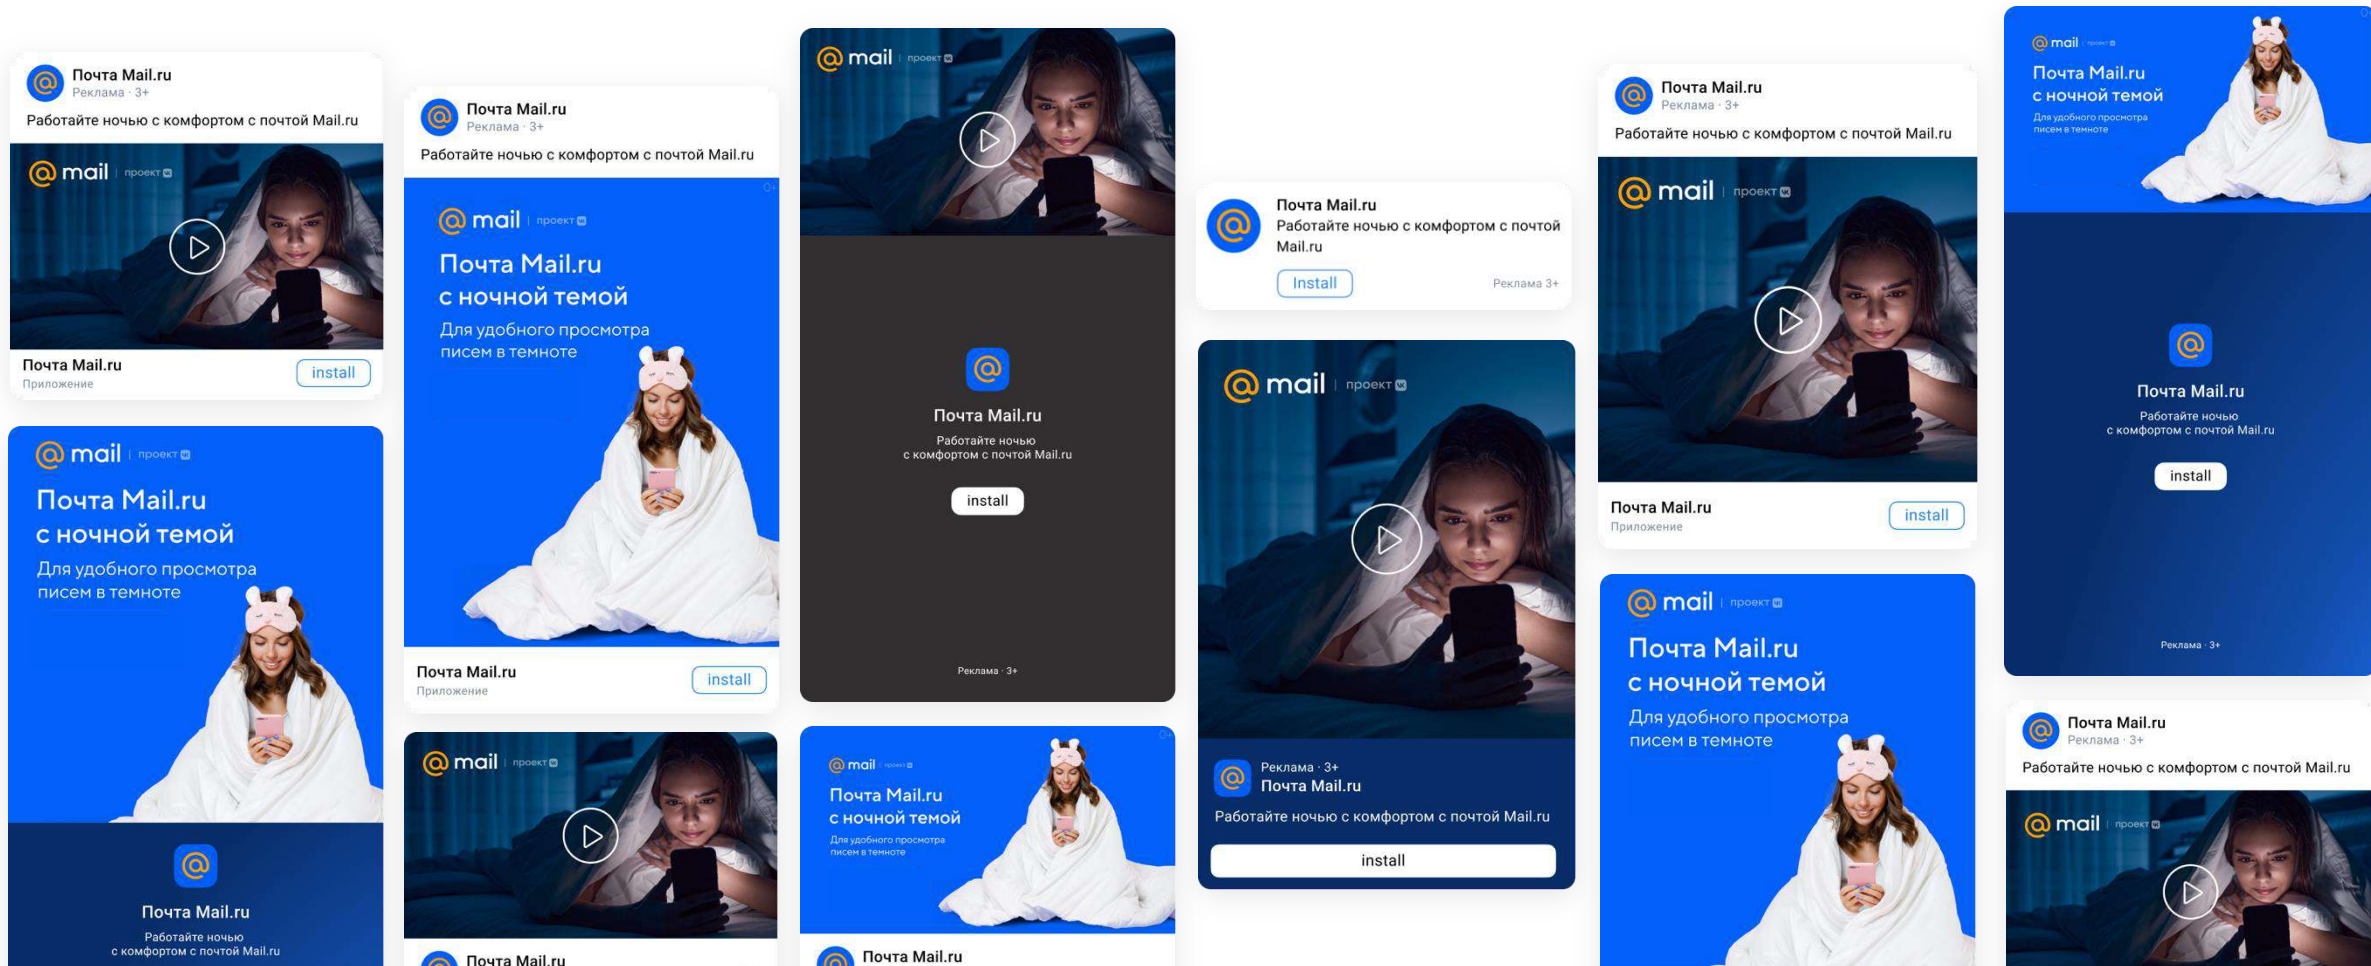 Почта Mail.ru
Реклама · 3+
Работайте ночью с комфортом с почтой Mail.ru
@mail | проект
Почта Mail.ru
Приложение
install
@mail | проект
Почта Mail.ru
с ночной темой
Для удобного просмотра
писем в темноте
Почта Mail.ru
Работайте ночью
с комфортом с почтой Mail.ru
Почта Mail.ru
Реклама · 3+
Работайте ночью с комфортом с почтой Mail.ru
0+
@mail | проект
Почта Mail.ru
с ночной темой
Для удобного просмотра
писем в темноте
Почта Mail.ru
Приложение
install
@mail | проект
Почта Mail.ru
@mail | проект
Почта Mail.ru
Работайте ночью
с комфортом с почтой Mail.ru
install
Реклама · 3+
0+
@mail | проект
Почта Mail.ru
с ночной темой
Для удобного просмотра
писем в темноте
Почта Mail.ru
Почта Mail.ru
Работайте ночью с комфортом с почтой
Mail.ru
Install
Реклама 3+
@mail | проект
Реклама · 3+
Почта Mail.ru
Работайте ночью с комфортом с почтой Mail.ru
install
Почта Mail.ru
Реклама · 3+
Работайте ночью с комфортом с почтой Mail.ru
@mail | проект
Почта Mail.ru
Приложение
install
@mail | проект
Почта Mail.ru
с ночной темой
Для удобного просмотра
писем в темноте
@mail | проект
Почта Mail.ru
с ночной темой
Для удобного просмотра
писем в темноте
Почта Mail.ru
Работайте ночью
с комфортом с почтой Mail.ru
install
Реклама · 3+
Почта Mail.ru
Реклама · 3+
Работайте ночью с комфортом с почтой Mail.ru
@mail | проект